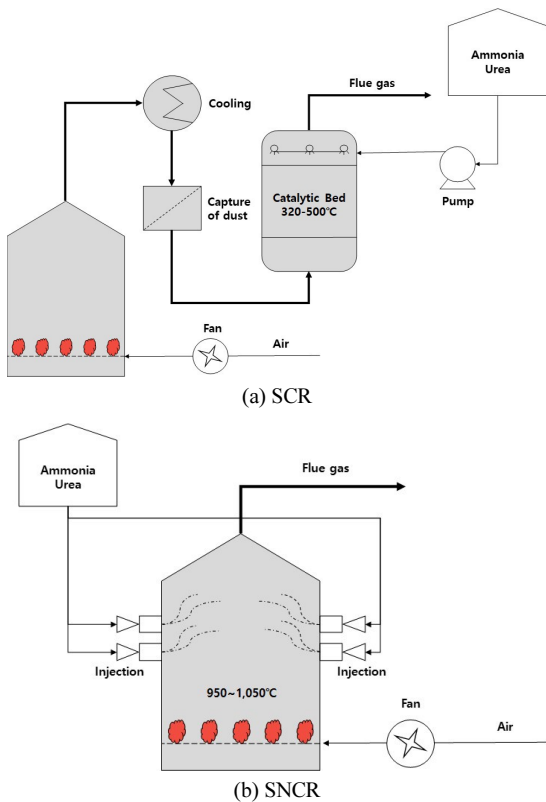 Ammonia
Urea
Flue gas
Cooling
Catalytic Bed
320-500℃
Capture
of dust
Pump
Fan
Air
(a) SCR
Ammonia
Urea
Flue gas
Injection
Injection
950~1,050℃
Fan
Air
(b) SNCR